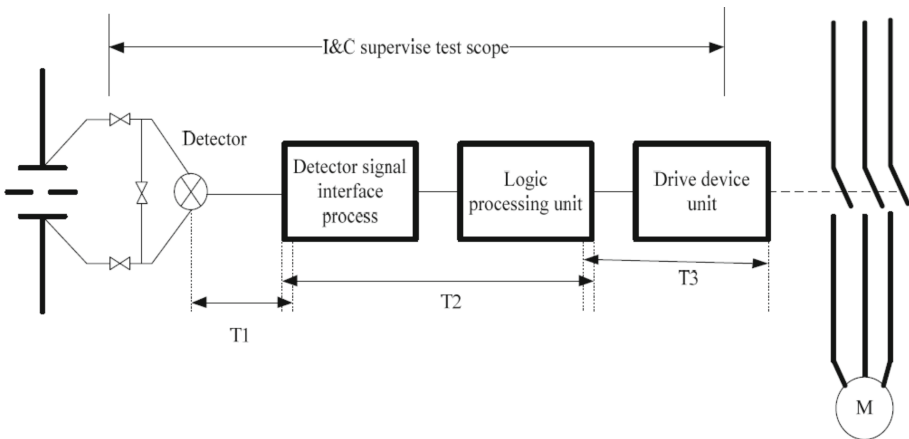 I&C supervise test scope
Detector
Detector signal
interface
process
Logic
processing unit
Drive device
unit
T1
T2
T3
M